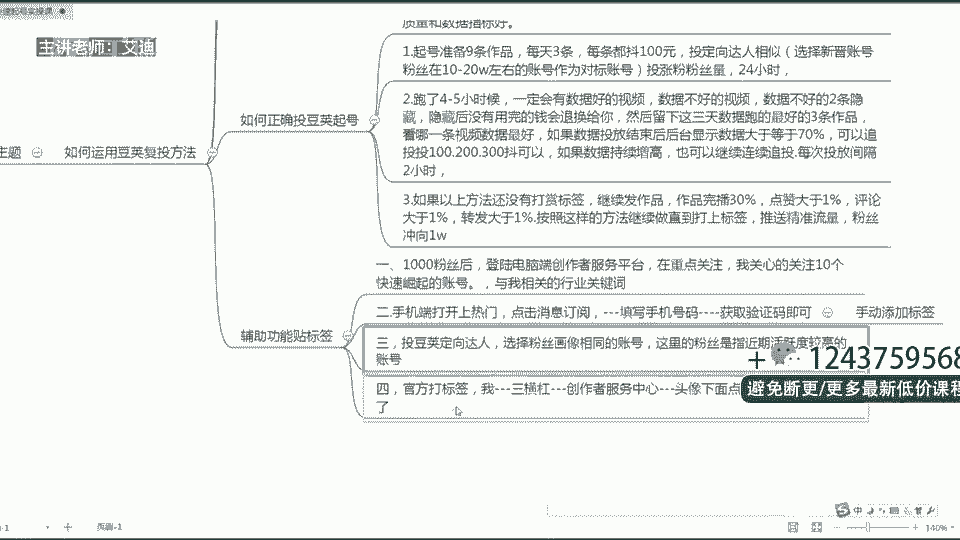 主讲老师：艾迪
质量和数据指标好。
1.起号准备9条作品，每天3条，每条都抖100元，投定向达人相似（选择新晋账号
粉丝在10-20w左右的账号作为对标账号）投涨粉粉丝量，24小时，
如何正确投豆荚起号
2.跑了4-5小时候，一定会有数据好的视频，数据不好的视频，数据不好的2条隐
藏，隐藏后没有用完的钱会退换给你，然后留下这三天数据跑的最好的3条作品，
看哪一条视频数据最好，如果数据投放结束后后台显示数据大于等于70%，可以追
投投100.200.300抖可以，如果数据持续增高，也可以继续连续追投.每次投放间隔
2小时，
主题
如何运用豆荚复投方法
3.如果以上方法还没有打赏标签，继续发作品，作品完播30%，点赞大于1%，评论
大于1%，转发大于1%.按照这样的方法继续做直到打上标签，推送精准流量，粉丝
冲向1w
一、1000粉丝后，登陆电脑端创作者服务平台，在重点关注，我关心的关注10个
快速崛起的账号。，与我相关的行业关键词
二.手机端打开上热门，点击消息订阅，---填写手机号码----获取验证码即可
手动添加标签
辅助功能贴标签
三，投豆荚定向达人，选择粉丝画像相同的账号，这里的粉丝是指近期活跃度较高的
账号
四，官方打标签，我---三横杠---创作者服务中心---头像下面点
了
+ 1243759568
避免断更/更多最新低价课程
页面-1
中
140%